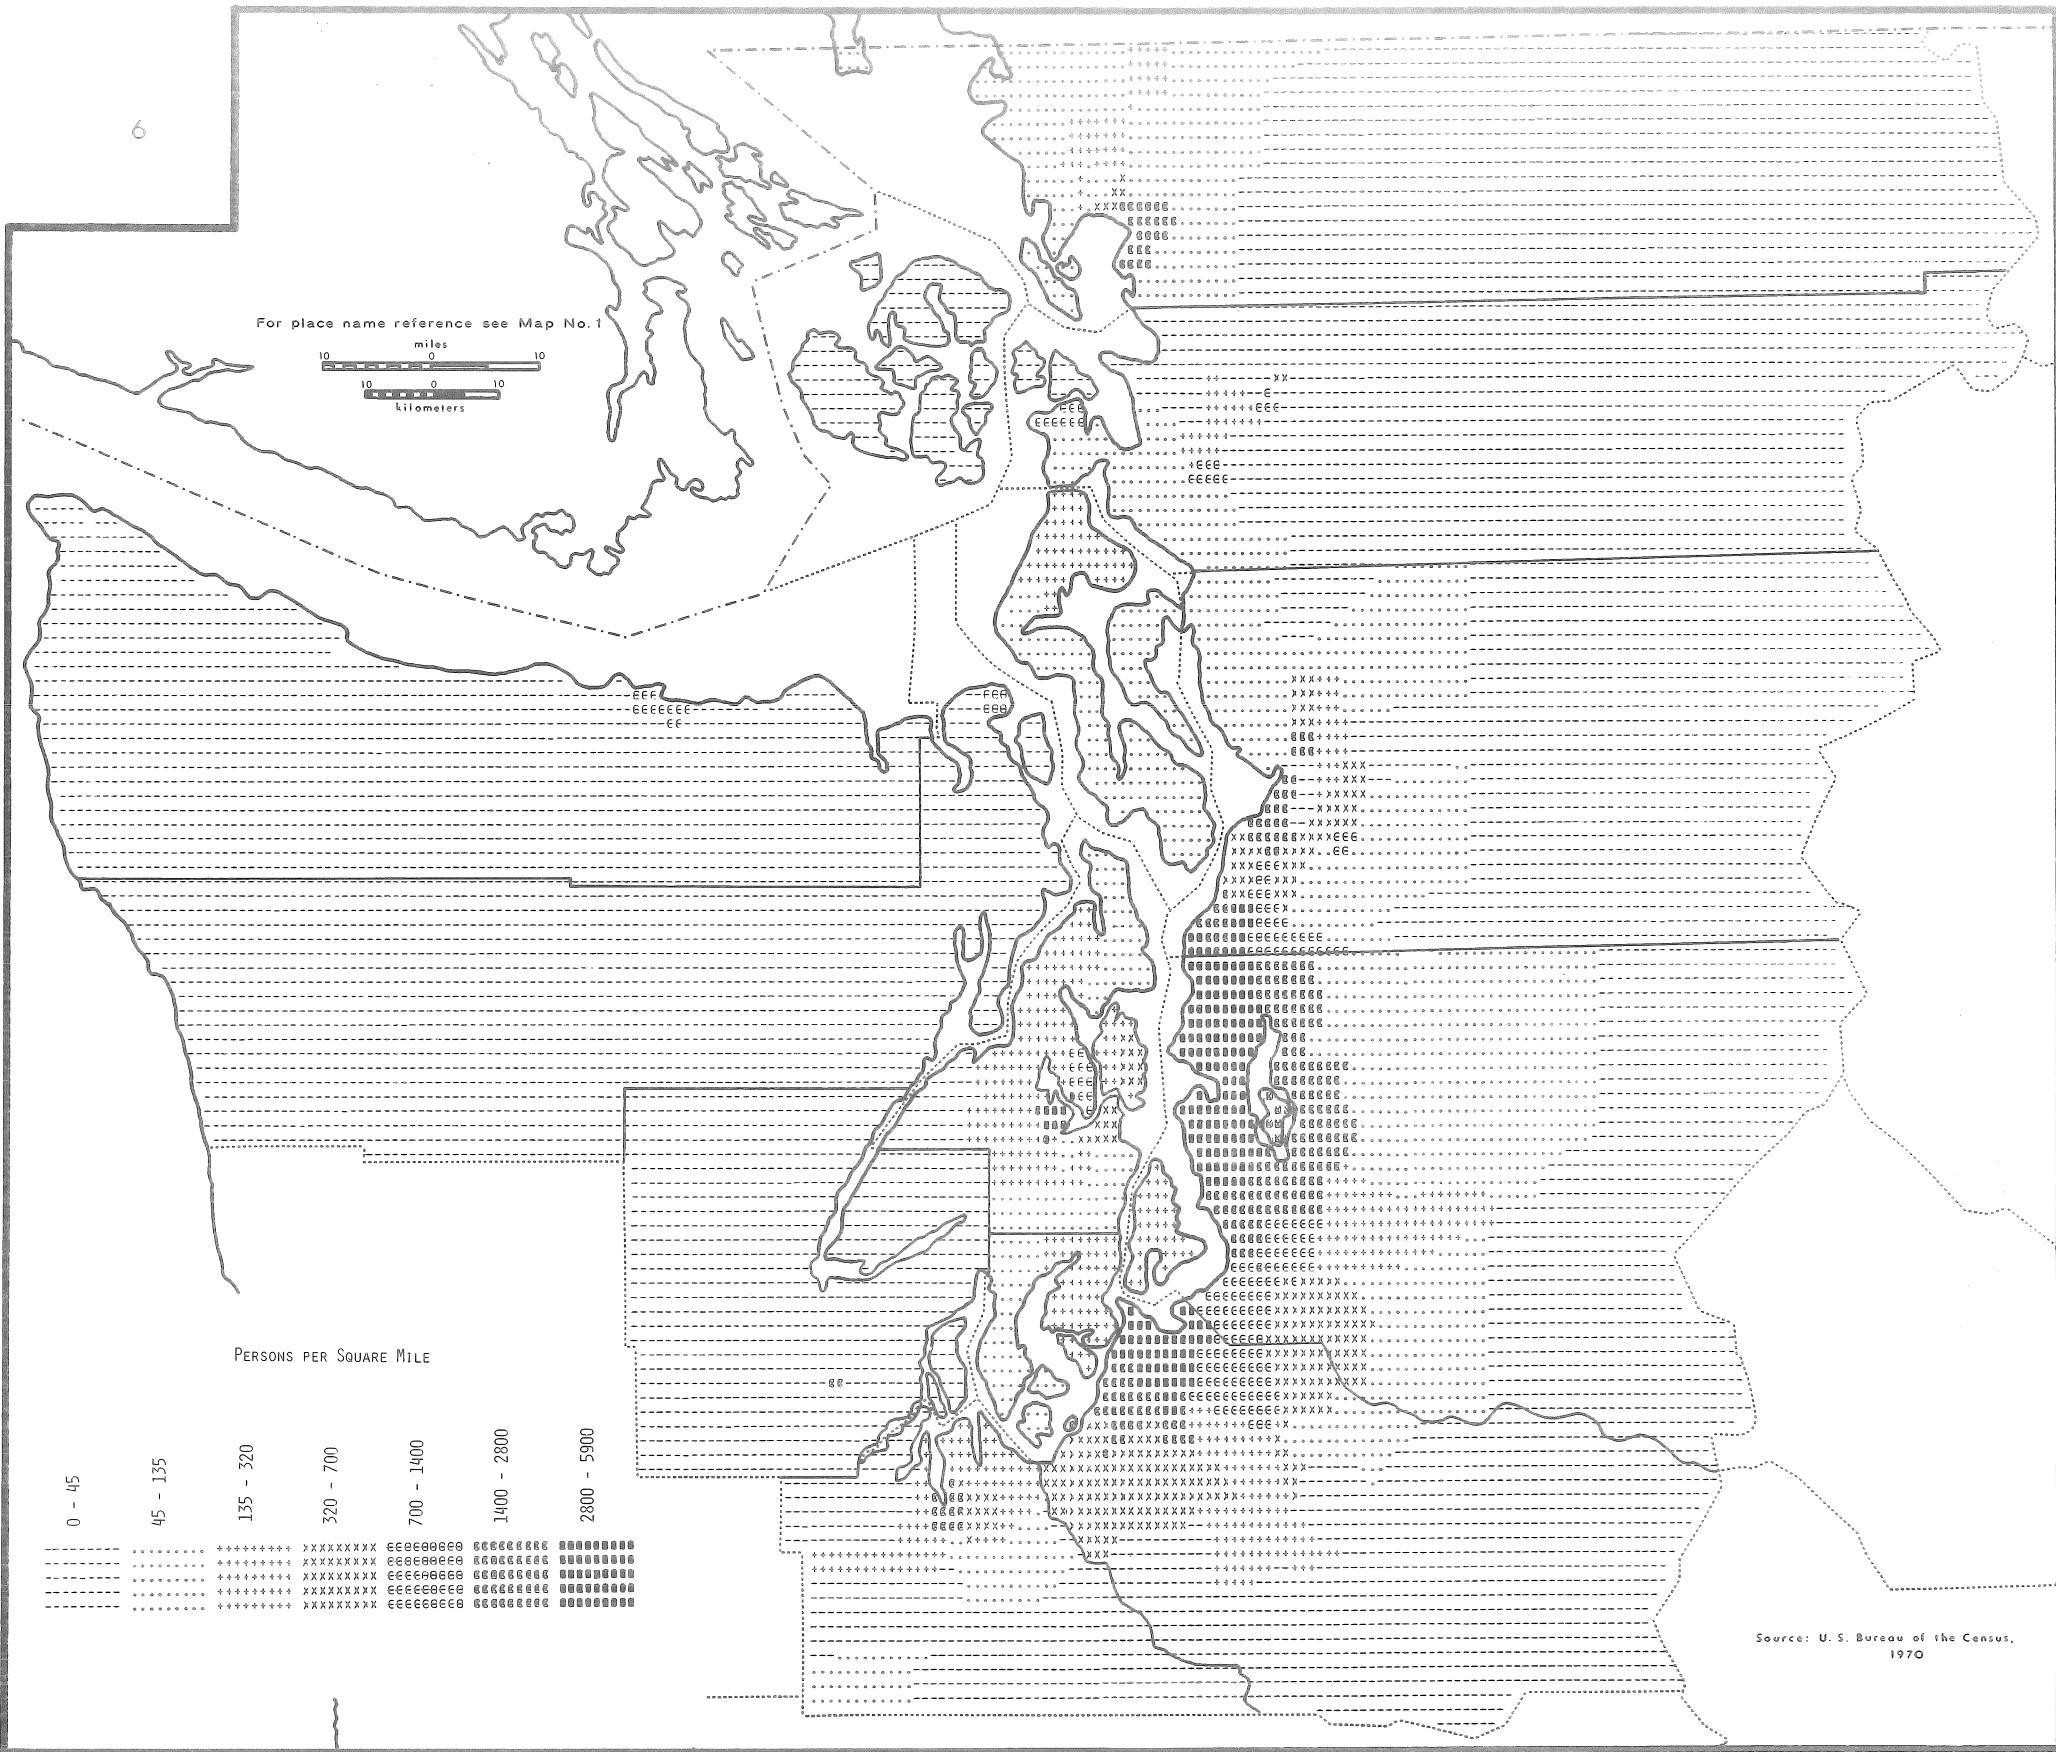 6
For place name reference see Map No. 1
miles
10 0 10
10 0 10
kilometers
PERSONS PER SQUARE MILE
0 - 45
45 - 135
135 - 320
320 - 700
700 - 1400
1400 - 2800
2800 - 5900
Source: U. S. Bureau of the Census,
1970